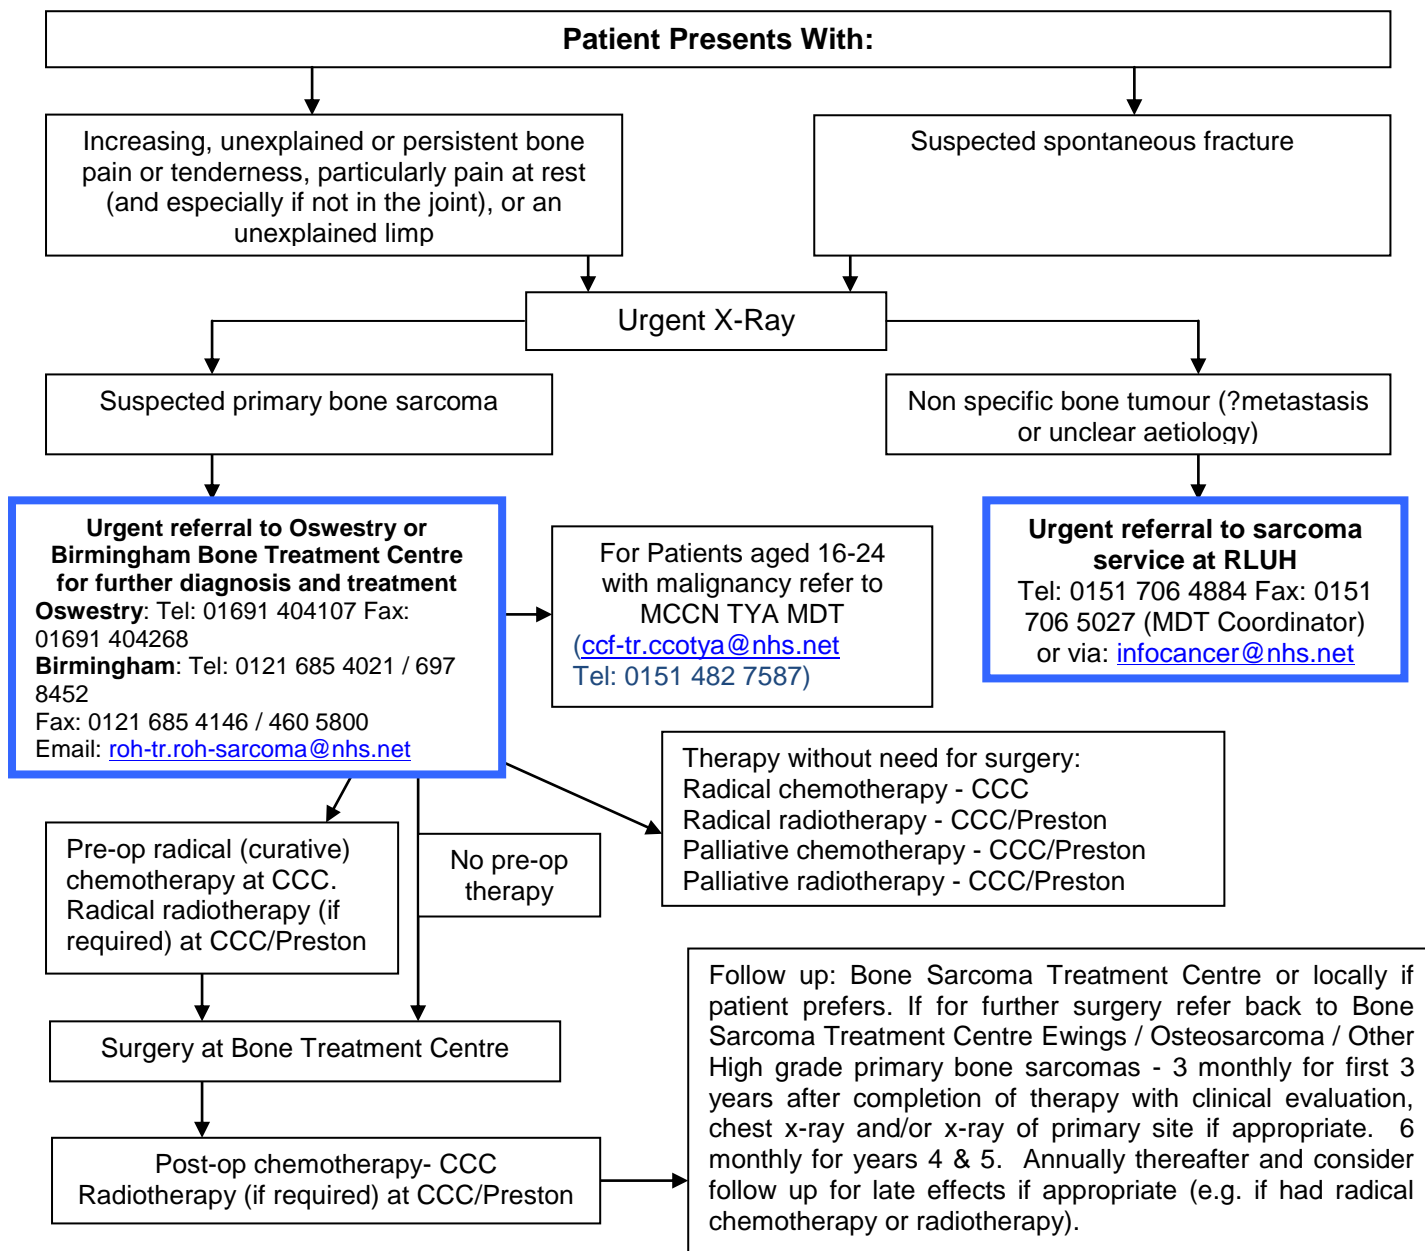 Patient Presents With:
Increasing, unexplained or persistent bone
pain or tenderness, particularly pain at rest
(and especially if not in the joint), or an
unexplained limp
Suspected spontaneous fracture
Urgent X-Ray
Suspected primary bone sarcoma
Non specific bone tumour (?metastasis
or unclear aetiology)
Urgent referral to Oswestry or
Birmingham Bone Treatment Centre
for further diagnosis and treatment
Oswestry: Tel: 01691 404107 Fax:
01691 404268
Birmingham: Tel: 0121 685 4021 / 697
8452
Fax: 0121 685 4146 / 460 5800
Email: roh-tr.roh-sarcoma@nhs.net
For Patients aged 16-24
with malignancy refer to
MCCN TYA MDT
(ccf-tr.ccotya@nhs.net
Tel: 0151 482 7587)
Urgent referral to sarcoma
service at RLUH
Tel: 0151 706 4884 Fax: 0151
706 5027 (MDT Coordinator)
or via: infocancer@nhs.net
Therapy without need for surgery:
Radical chemotherapy - CCC
Radical radiotherapy - CCC/Preston
Palliative chemotherapy - CCC/Preston
Palliative radiotherapy - CCC/Preston
Pre-op radical (curative)
chemotherapy at CCC.
Radical radiotherapy (if
required) at CCC/Preston
No pre-op
therapy
Surgery at Bone Treatment Centre
Post-op chemotherapy- CCC
Radiotherapy (if required) at CCC/Preston
Follow up: Bone Sarcoma Treatment Centre or locally if
patient prefers. If for further surgery refer back to Bone
Sarcoma Treatment Centre Ewings / Osteosarcoma / Other
High grade primary bone sarcomas - 3 monthly for first 3
years after completion of therapy with clinical evaluation,
chest x-ray and/or x-ray of primary site if appropriate. 6
monthly for years 4 & 5. Annually thereafter and consider
follow up for late effects if appropriate (e.g. if had radical
chemotherapy or radiotherapy).